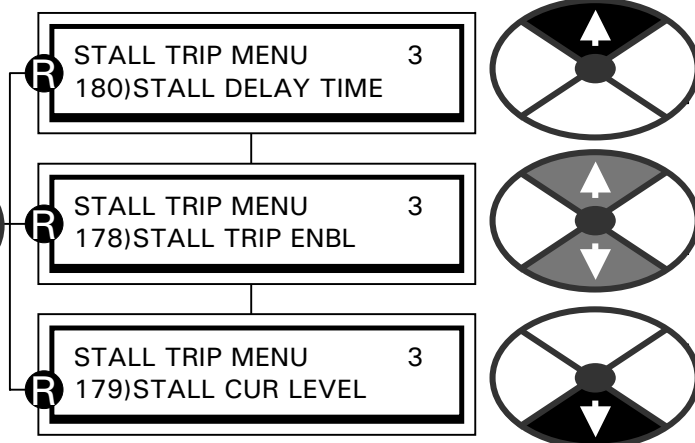 STALL TRIP MENU 3
R 180)STALL DELAY TIME
STALL TRIP MENU 3
R 178)STALL TRIP ENBL
STALL TRIP MENU 3
R 179)STALL CUR LEVEL